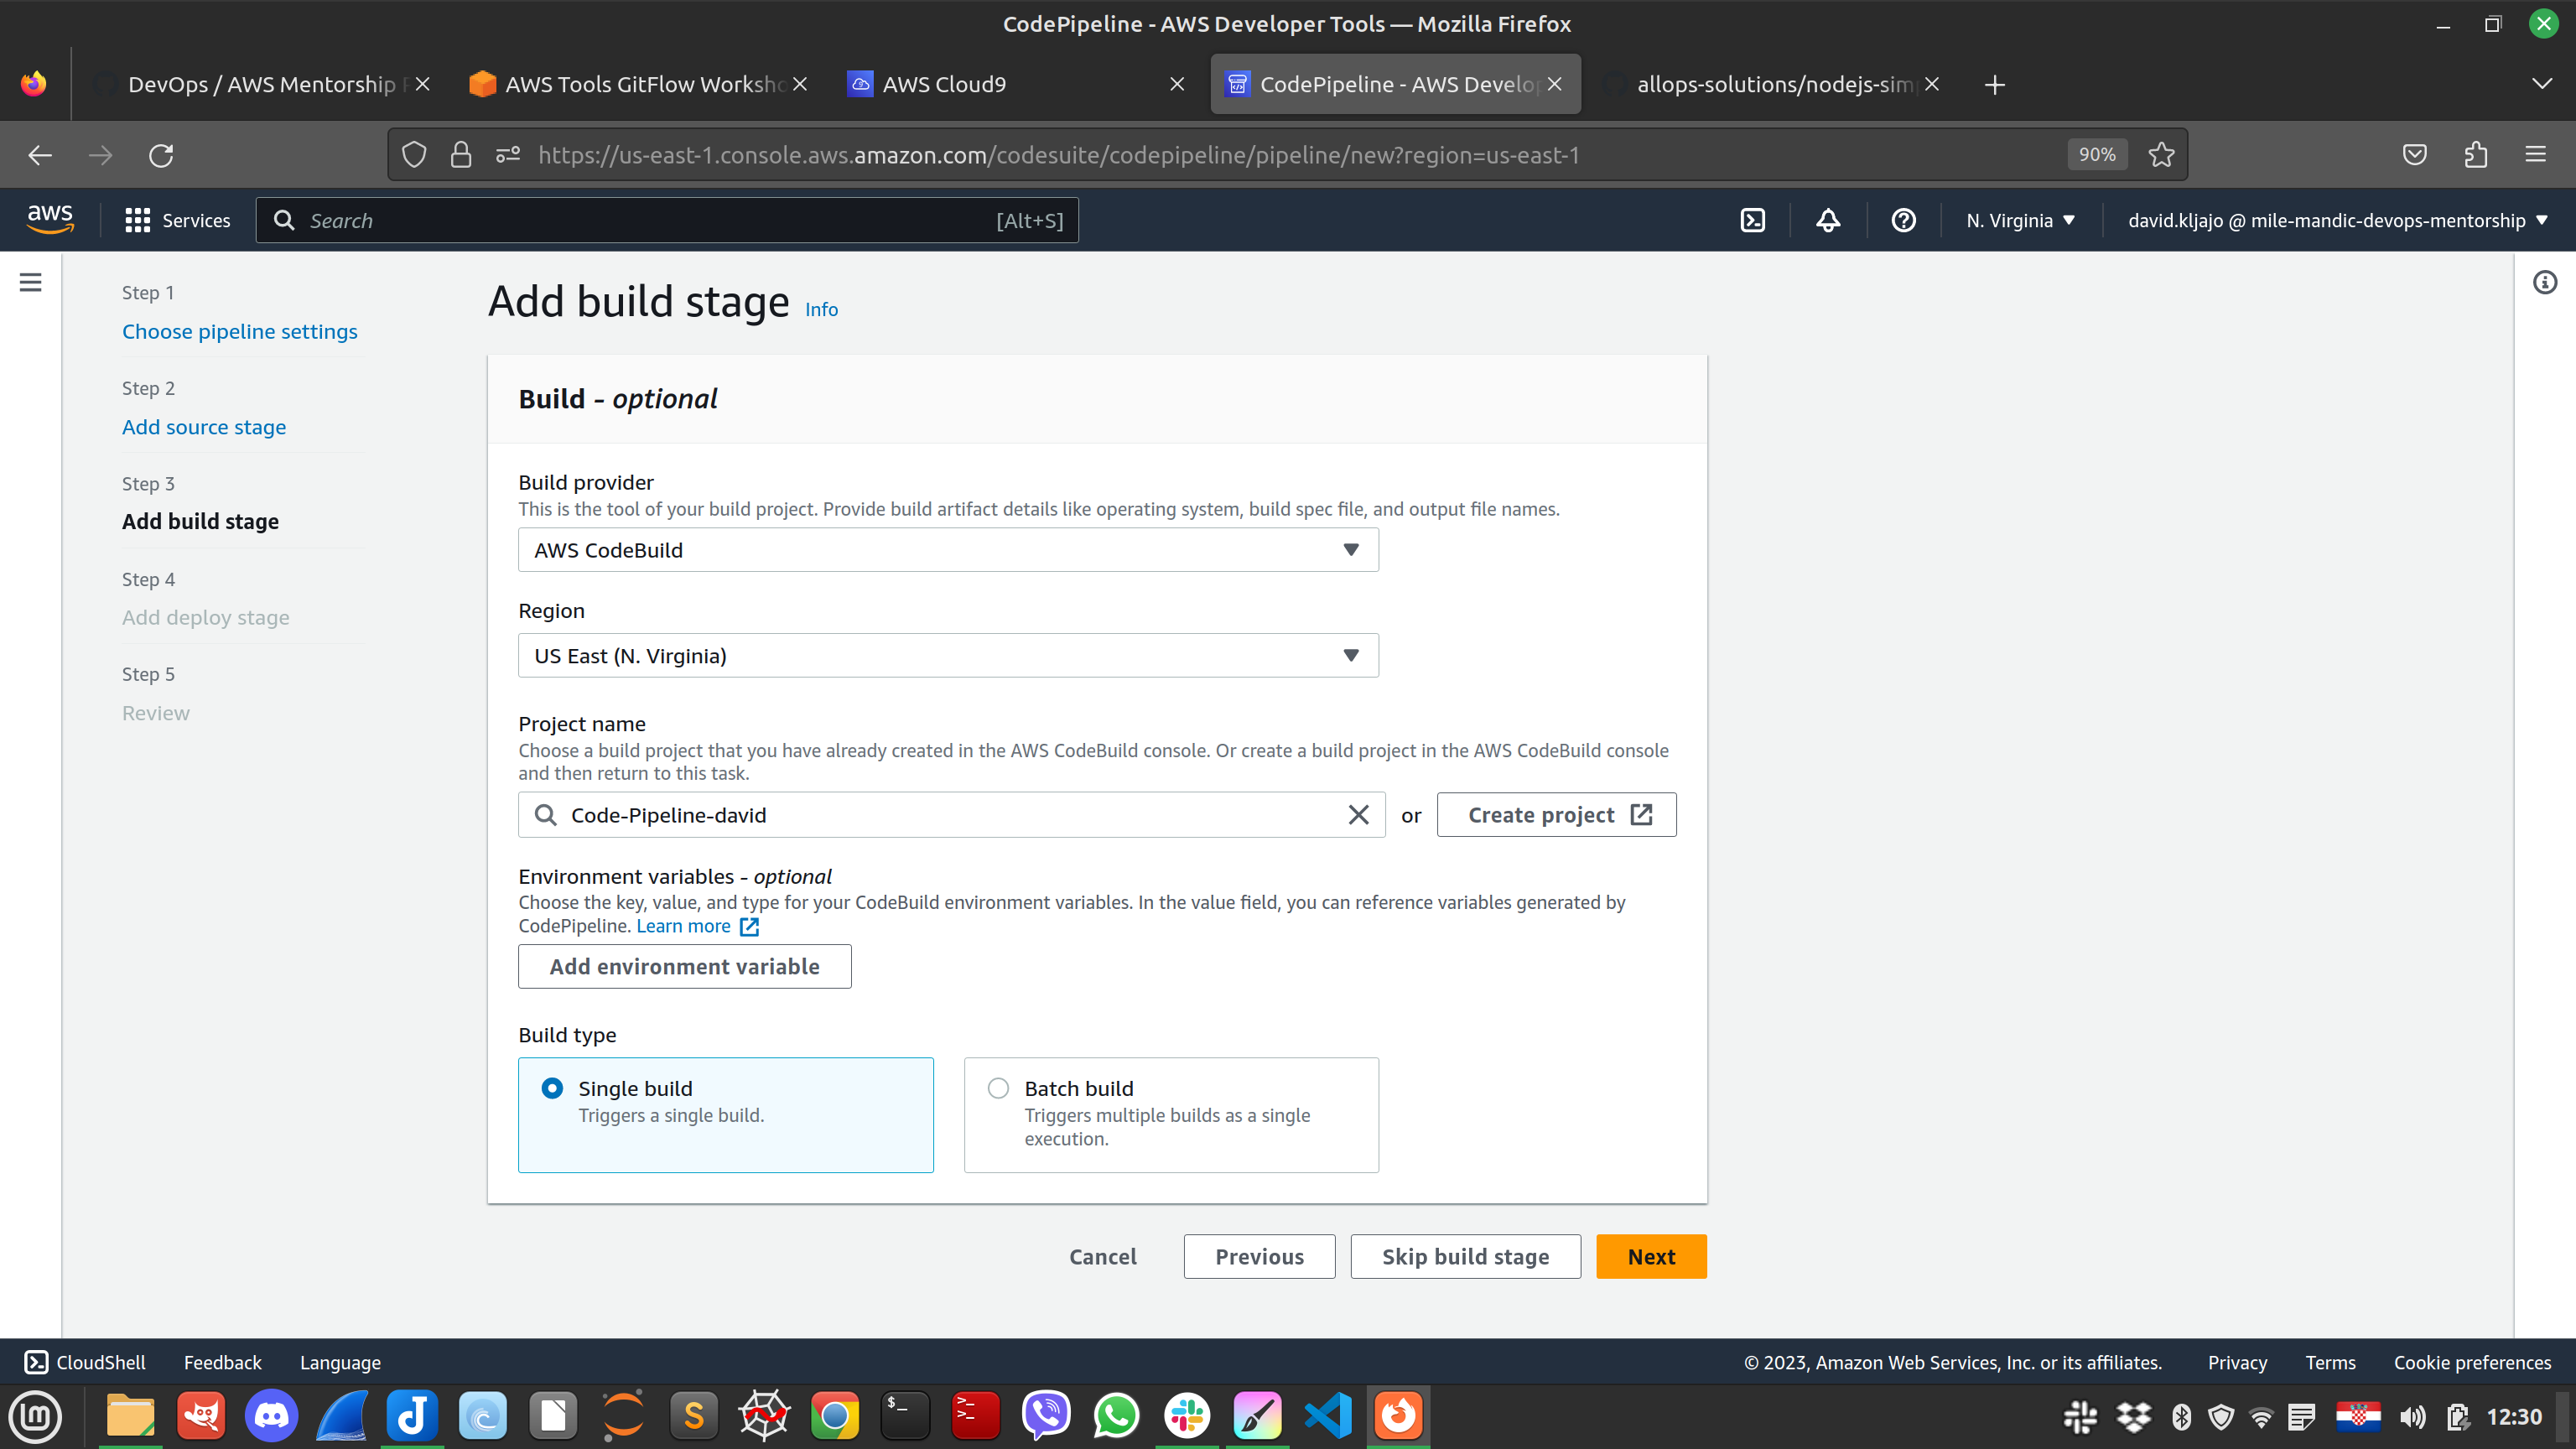 CodePipeline - AWS Developer Tools — Mozilla Firefox
DevOps / AWS Mentorship
AWS Tools GitFlow Worksho
AWS Cloud9
CodePipeline - AWS Develop
allops-solutions/nodejs-sim
https://us-east-1.console.aws.amazon.com/codesuite/codepipeline/pipeline/new?region=us-east-1
90%
aws
Services
Search
[Alt+S]
N. Virginia
david.kljajo @ mile-mandic-devops-mentorship
Step 1
Choose pipeline settings
Step 2
Add source stage
Step 3
Add build stage
Step 4
Add deploy stage
Step 5
Review
Add build stage Info
Build - optional
Build provider
This is the tool of your build project. Provide build artifact details like operating system, build spec file, and output file names.
AWS CodeBuild
Region
US East (N. Virginia)
Project name
Choose a build project that you have already created in the AWS CodeBuild console. Or create a build project in the AWS CodeBuild console
and then return to this task.
Code-Pipeline-david
or
Create project
Environment variables - optional
Choose the key, value, and type for your CodeBuild environment variables. In the value field, you can reference variables generated by
CodePipeline. Learn more
Add environment variable
Build type
Single build
Triggers a single build.
Batch build
Triggers multiple builds as a single
execution.
Cancel
Previous
Skip build stage
Next
CloudShell
Feedback
Language
© 2023, Amazon Web Services, Inc. or its affiliates.
Privacy
Terms
Cookie preferences
12:30